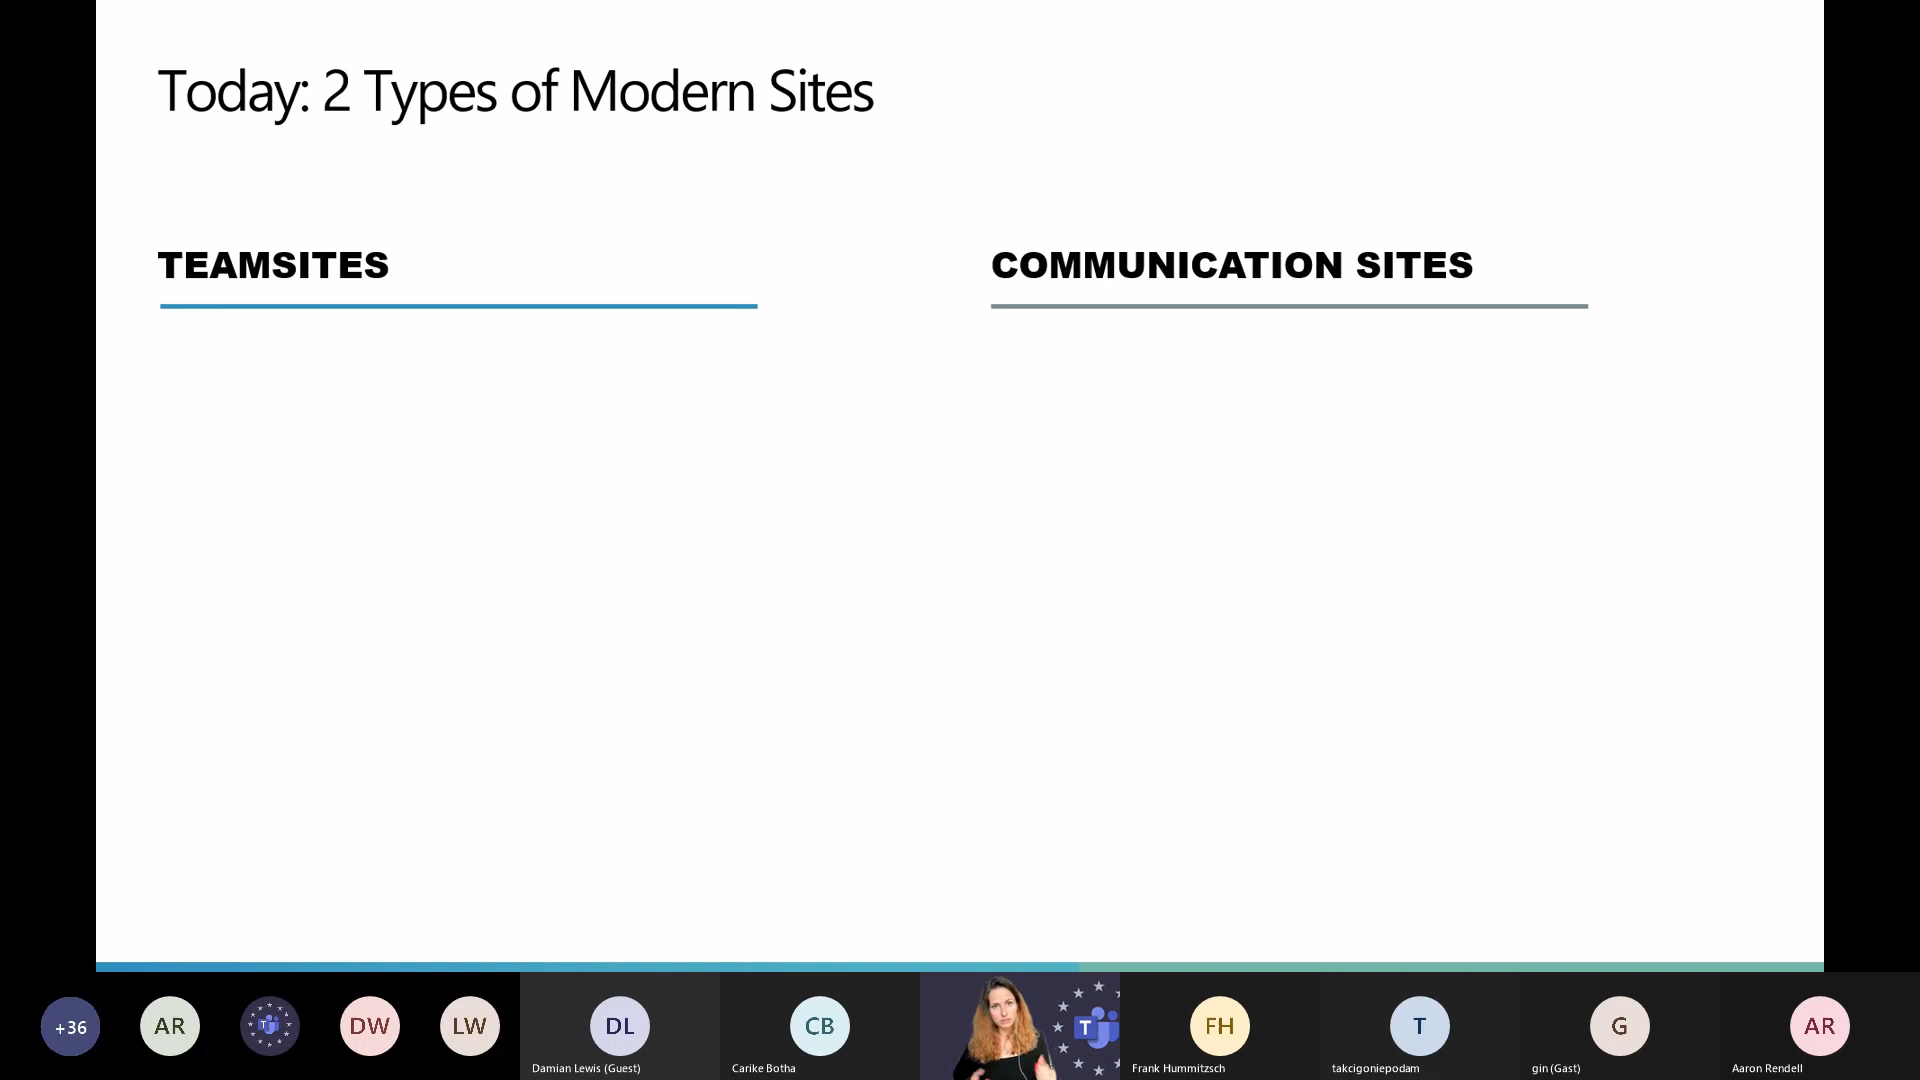 Today: 2 Types of Modern Sites
TEAMSITES
COMMUNICATION SITES
+36
AR
T
DW
LW
DL
CB
T
FH
T
G
AR
Damian Lewis (Guest)
Carike Botha
Frank Hummitzsch
takcigoniepodam
gin (Gast)
Aaron Rendell